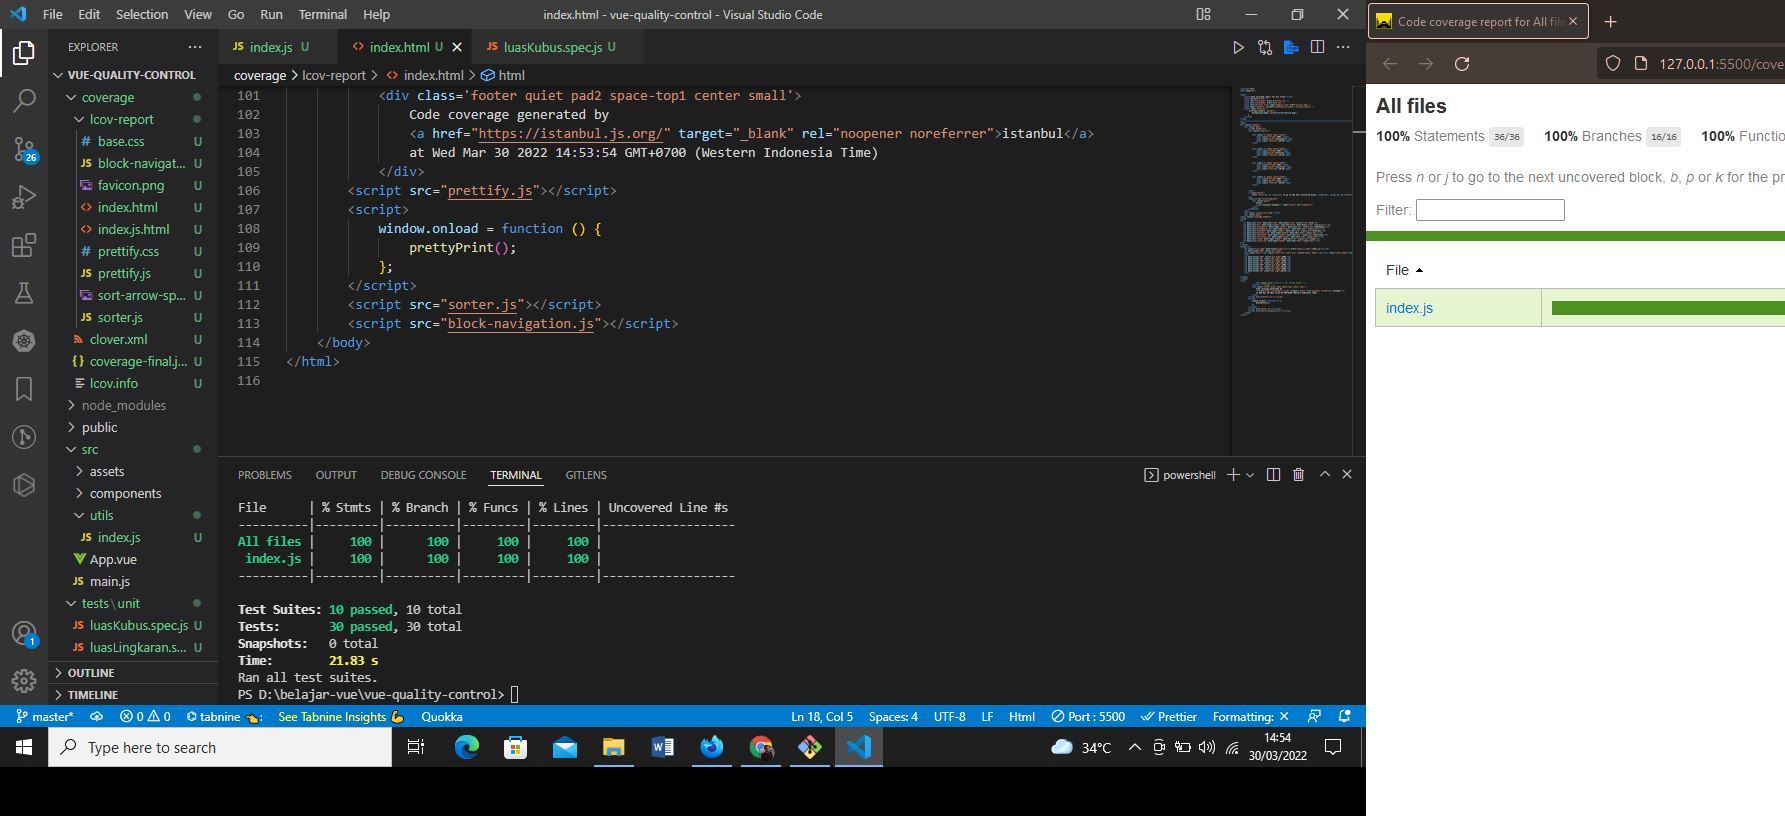 File Edit Selection View Go Run Terminal Help
index.html - vue-quality-control - Visual Studio Code
EXPLORER
VUE-QUALITY-CONTROL
coverage
lcov-report
# base.css U
JS block-navigat... U
favicon.png U
<> index.html U
<> index.js.html U
# prettify.css U
JS prettify.js U
sort-arrow-sp... U
JS sorter.js U
clover.xml U
{} coverage-final.j... U
lcov.info U
node_modules
public
src
assets
components
utils
JS index.js U
App.vue
JS main.js
tests\unit
JS luasKubus.spec.js U
JS luasLingkaran.s... U
OUTLINE
TIMELINE
26
1
JS index.js U
<> index.html U
JS luasKubus.spec.js U
coverage > lcov-report > <> index.html > html
101 <div class='footer quiet pad2 space-top1 center small'>
102 Code coverage generated by
103 <a href="https://istanbul.js.org/" target="_blank" rel="noopener noreferrer">istanbul</a>
104 at Wed Mar 30 2022 14:53:54 GMT+0700 (Western Indonesia Time)
105 </div>
106 <script src="prettify.js"></script>
107 <script>
108 window.onload = function () {
109 prettyPrint();
110 };
111 </script>
112 <script src="sorter.js"></script>
113 <script src="block-navigation.js"></script>
114 </body>
115 </html>
116
PROBLEMS OUTPUT DEBUG CONSOLE TERMINAL GITLENS
powershell
File | % Stmts | % Branch | % Funcs | % Lines | Uncovered Line #s
----------|---------|----------|---------|---------|-------------------
All files | 100 | 100 | 100 | 100 |
index.js | 100 | 100 | 100 | 100 |
----------|---------|----------|---------|---------|-------------------
Test Suites: 10 passed, 10 total
Tests: 30 passed, 30 total
Snapshots: 0 total
Time: 21.83 s
Ran all test suites.
PS D:\belajar-vue\vue-quality-control>
master* 0 0 tabnine : See Tabnine Insights Quokka
Ln 18, Col 5 Spaces: 4 UTF-8 LF Html Port : 5500 Prettier Formatting: ×
Type here to search
34°C
14:54
30/03/2022
Code coverage report for All file
127.0.0.1:5500/cove
All files
100% Statements 36/36 100% Branches 16/16 100% Functio
Press n or j to go to the next uncovered block, b, p or k for the pr
Filter:
File
index.js